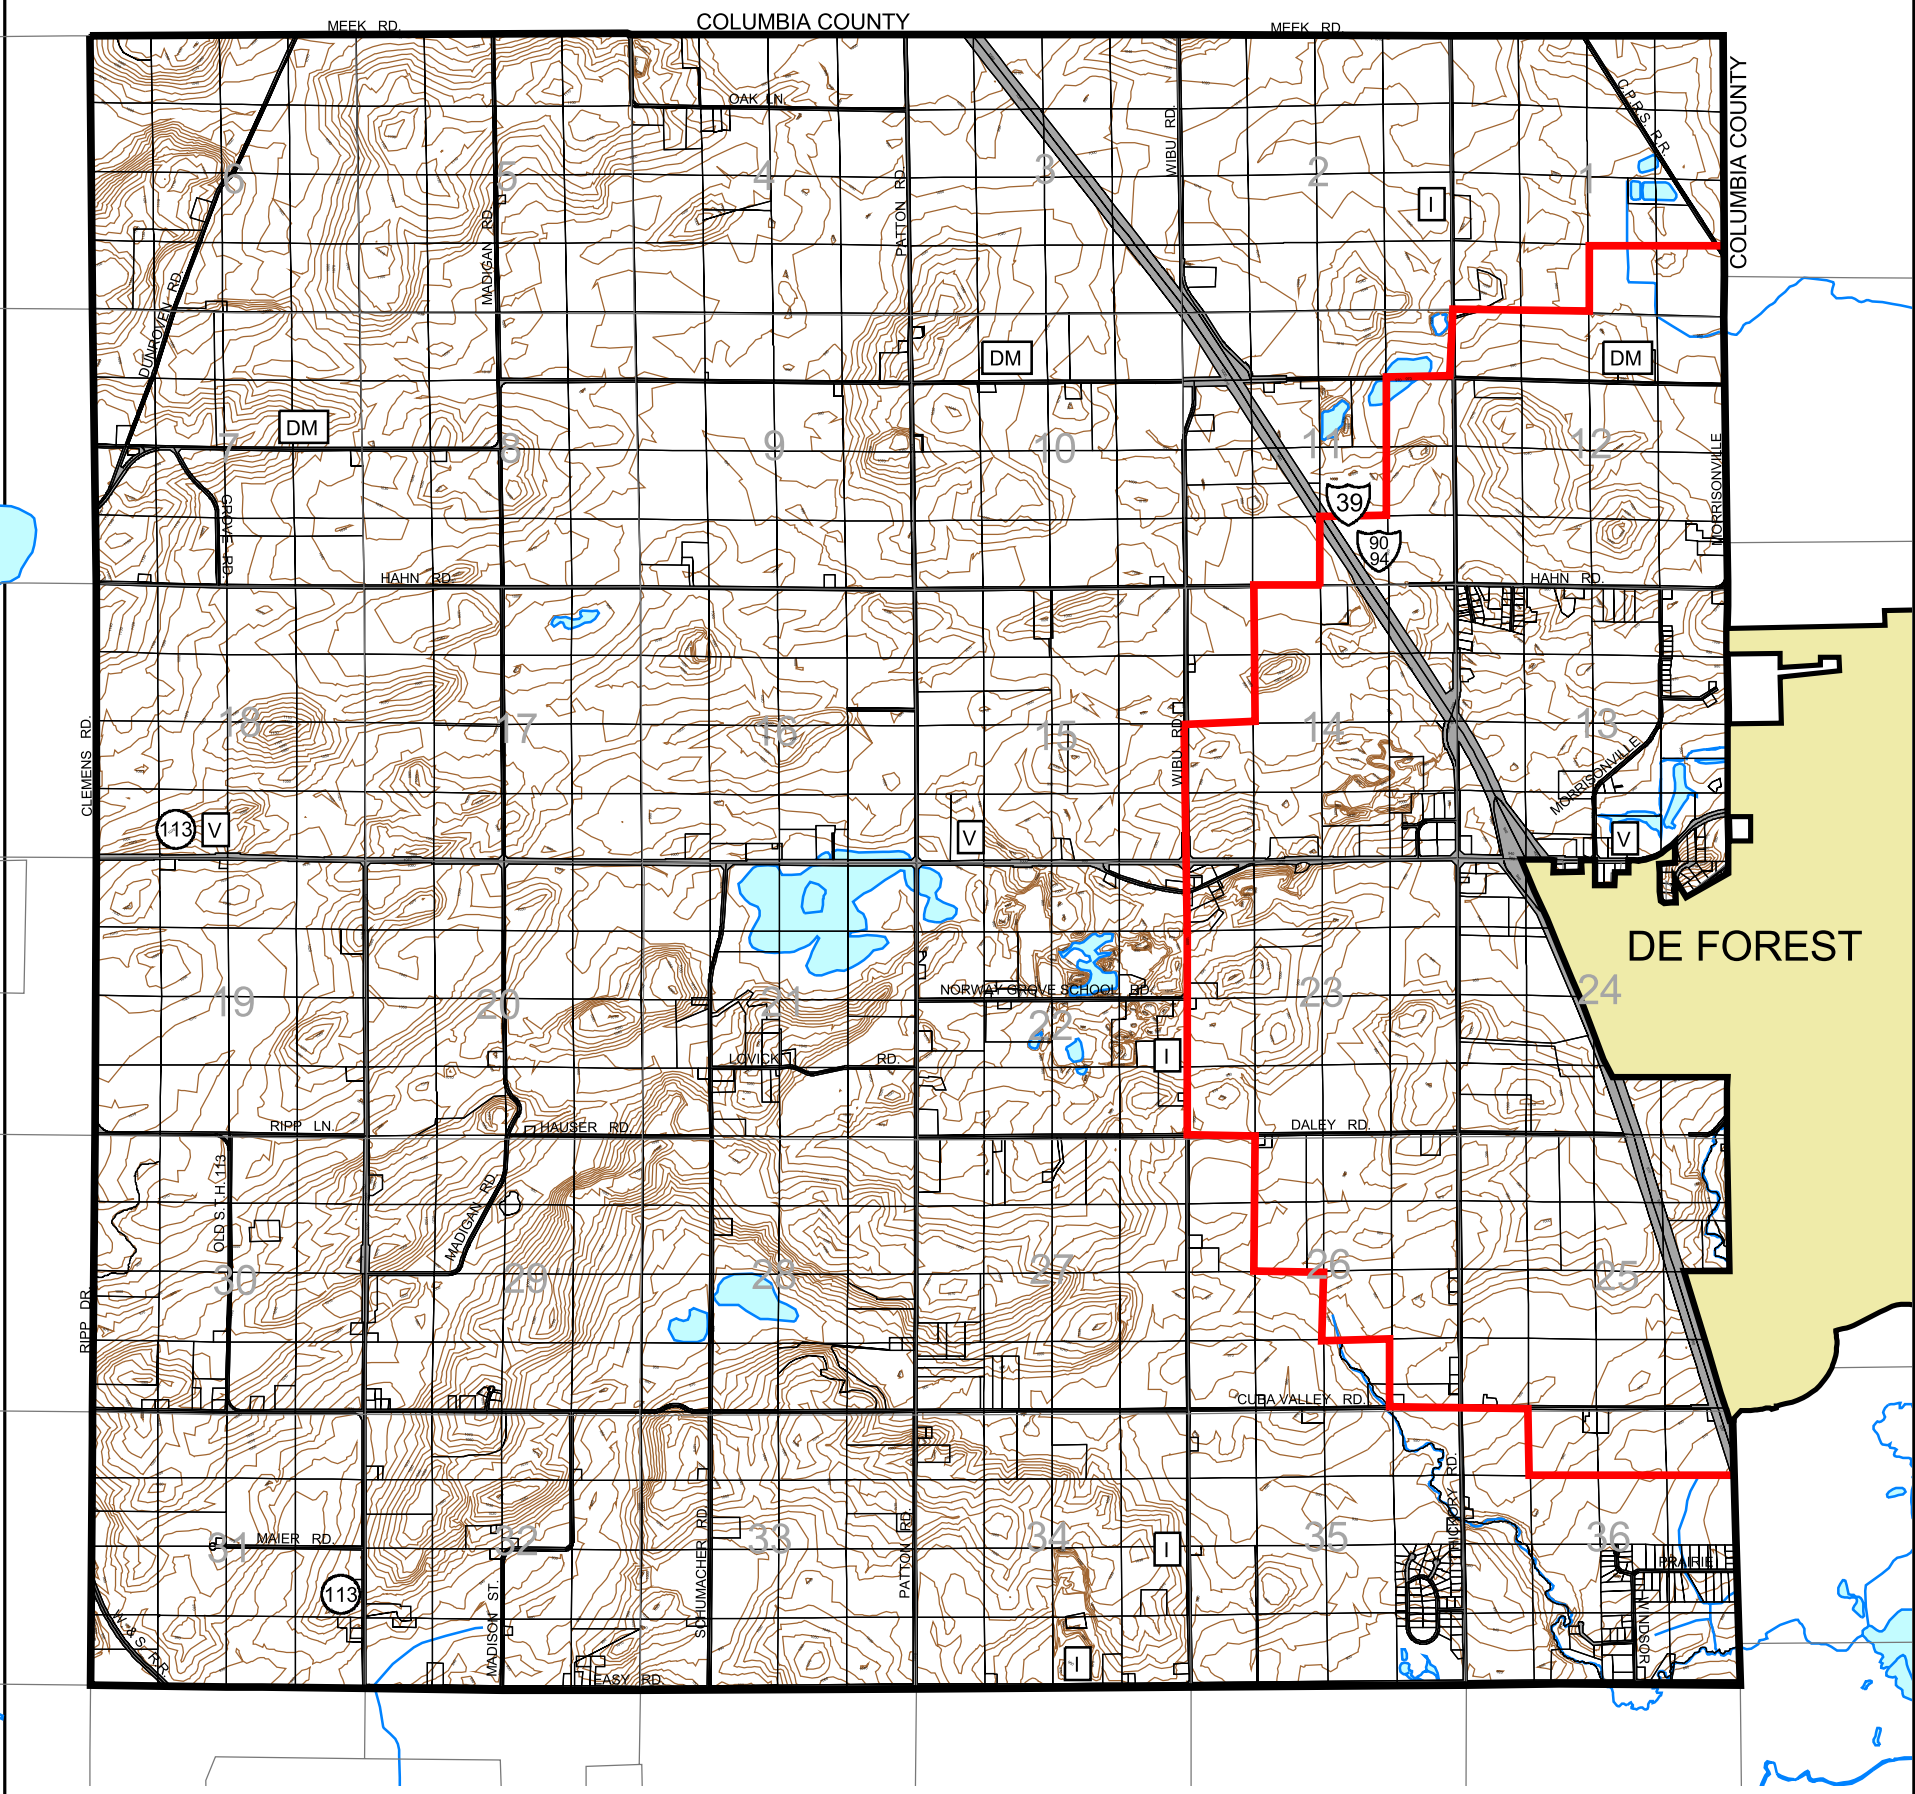 COLUMBIA COUNTY
MEEK RD.
MEEK RD.
COLUMBIA COUNTY
C.P.R.S. R.R.
OAK LN.
WIBU RD.
PATTON RD.
MADIGAN RD.
6
5
4
3
2
1
I
DUNROVEN RD.
DM
DM
DM
7
8
9
10
11
12
MORRISONVILLE
GROVE RD.
39
90
94
HAHN RD.
HAHN RD.
18
17
16
15
14
13
CLEMENS RD.
WIBU RD.
MORRISONVILLE
113
V
V
V
DE FOREST
19
20
21
22
23
24
NORWAY GROVE SCHOOL RD.
LOVICK RD.
I
RIPP LN.
HAUSER RD.
DALEY RD.
OLD S.T.H. 113
MADIGAN RD.
30
29
28
27
26
25
RIPP DR.
CUBA VALLEY RD.
HICKORY RD.
31
MAIER RD.
32
33
34
35
36
SCHUMACHER RD.
PATTON RD.
I
PRAIRIE
113
MADISON ST.
W. & S. R.R.
WINDSOR
I
EASY RD.